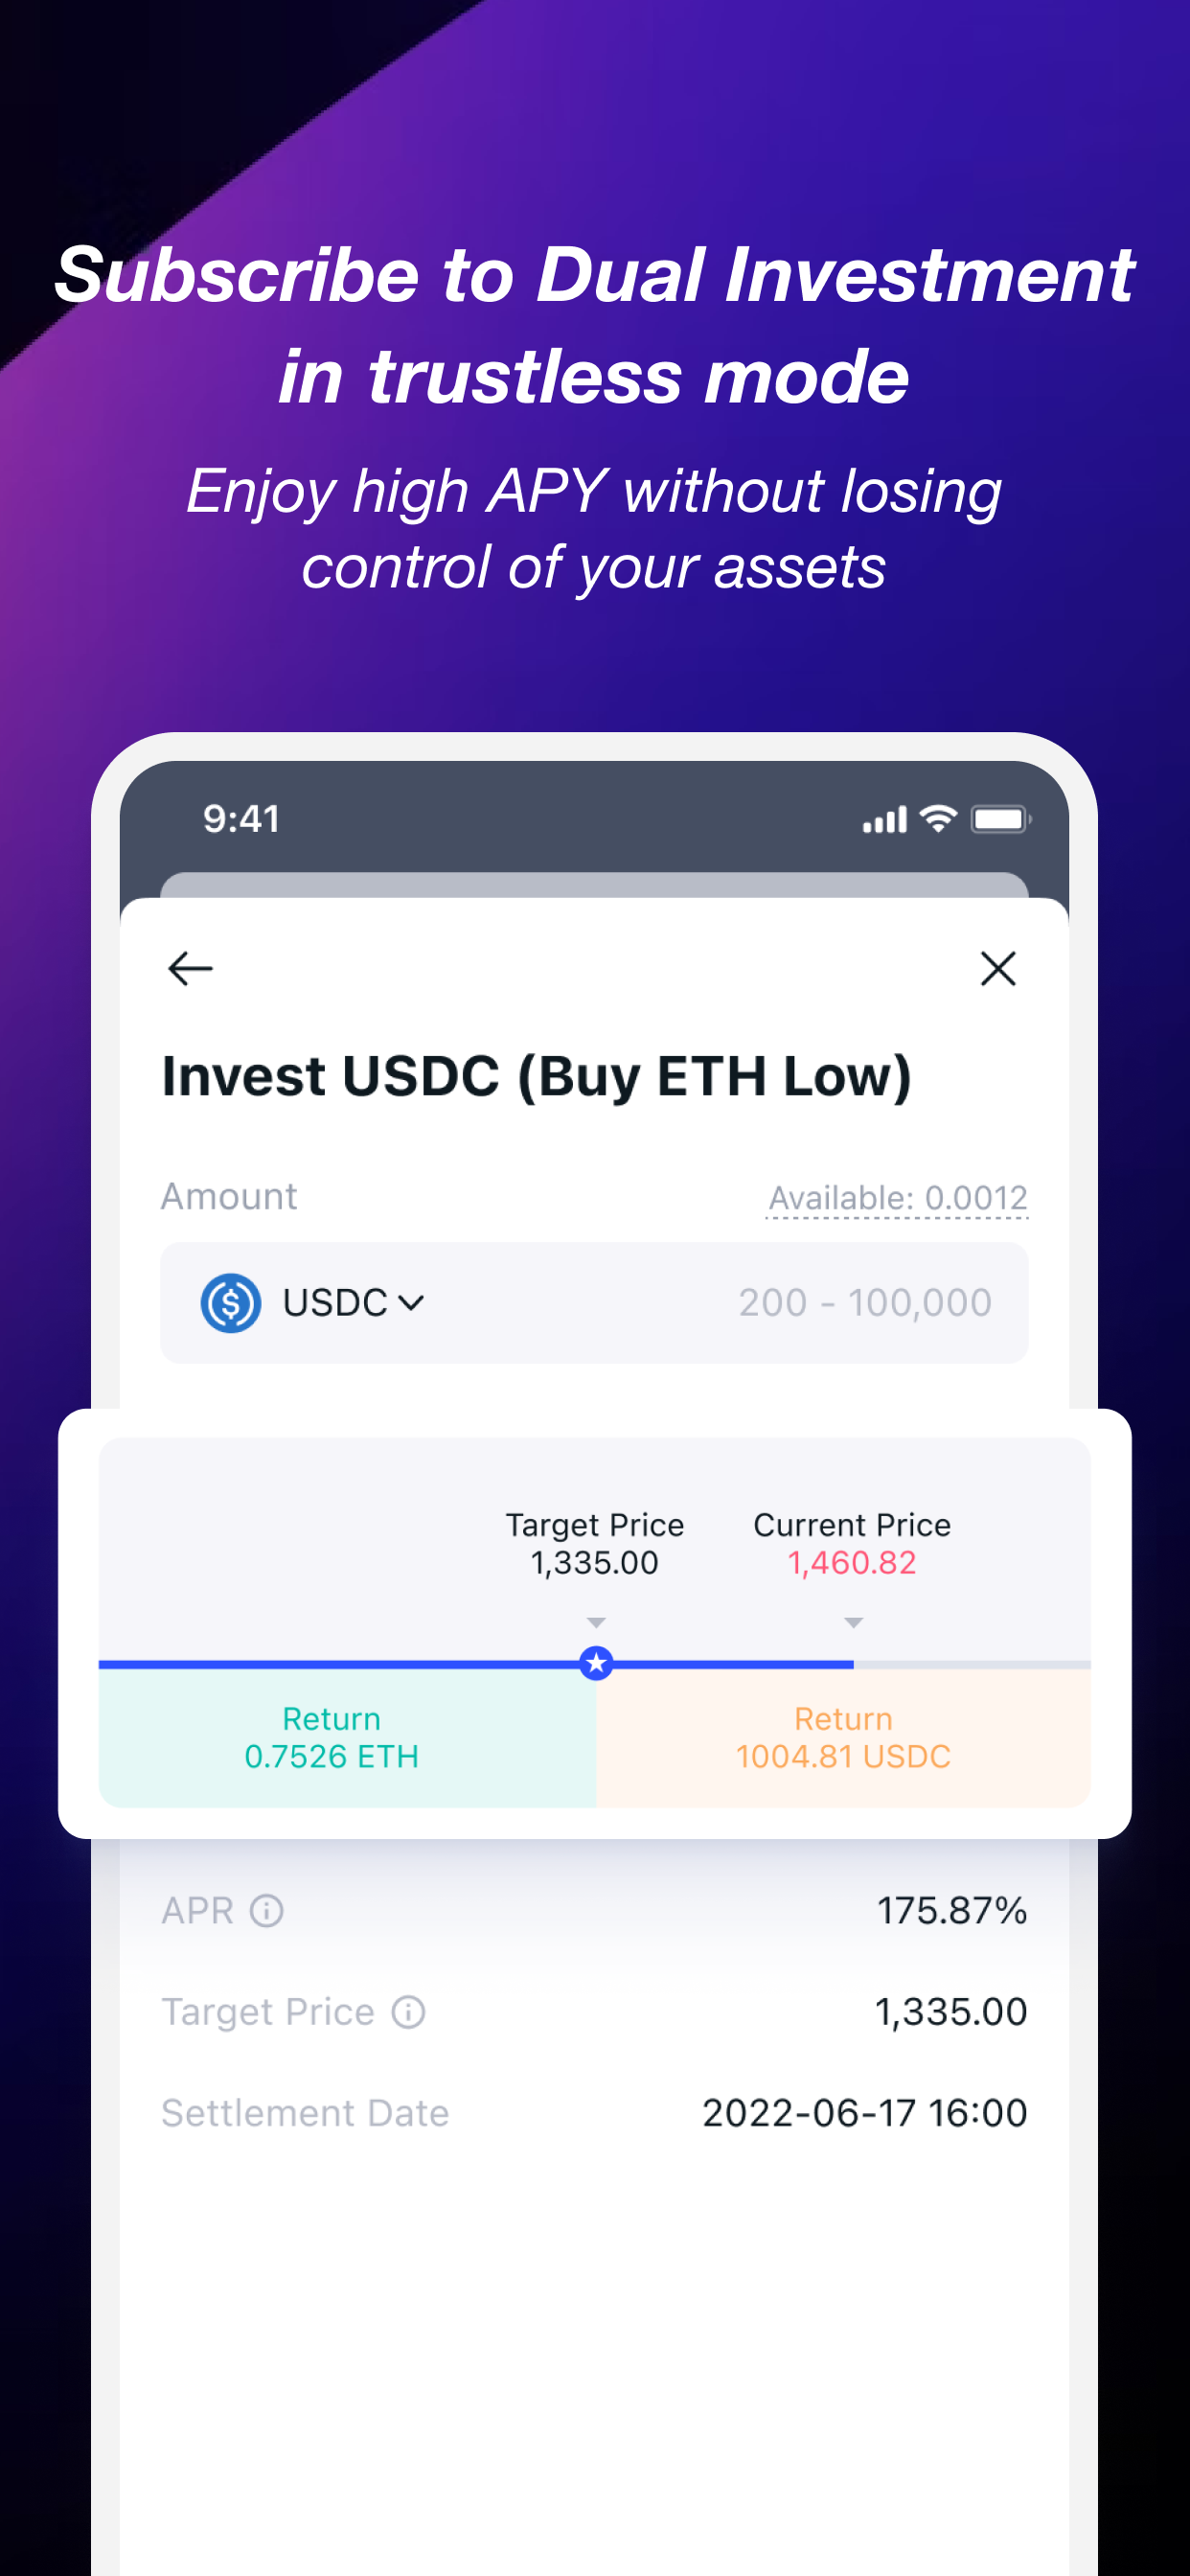 Subscribe to Dual Investment
in trustless mode
Enjoy high APY without losing
control of your assets
9:41
Invest USDC (Buy ETH Low)
Amount
Available: 0.0012
USDC
200 - 100,000
Target Price
1,335.00
Current Price
1,460.82
Return
0.7526 ETH
Return
1004.81 USDC
APR
175.87%
Target Price
1,335.00
Settlement Date
2022-06-17 16:00